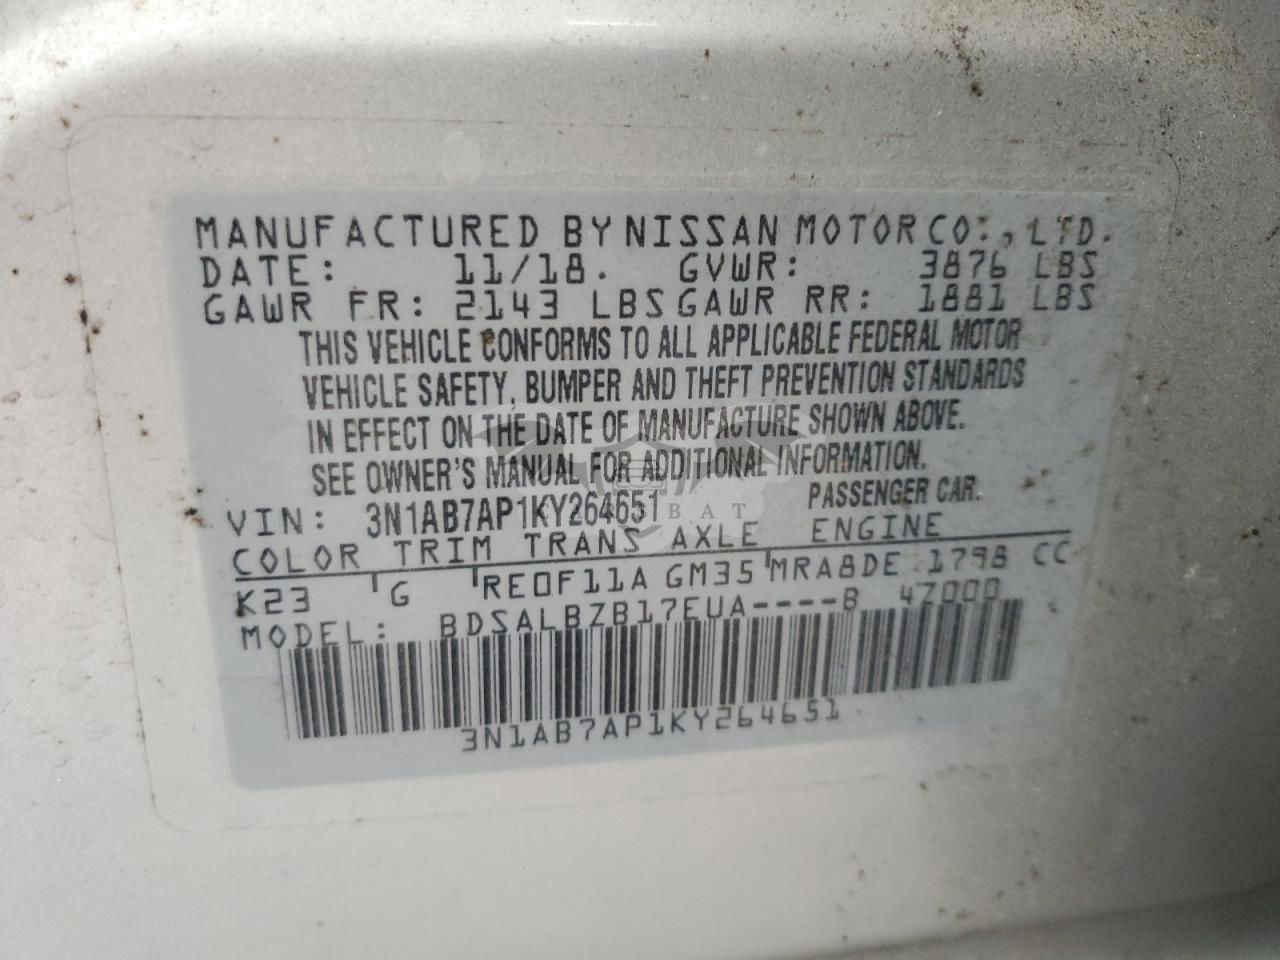 MANUFACTURED BY NISSAN MOTOR CO., LTD.
DATE: 11/18. GVWR: 3876 LBS
GAWR FR: 2143 LBS GAWR RR: 1881 LBS
THIS VEHICLE CONFORMS TO ALL APPLICABLE FEDERAL MOTOR
VEHICLE SAFETY, BUMPER AND THEFT PREVENTION STANDARDS
IN EFFECT ON THE DATE OF MANUFACTURE SHOWN ABOVE.
SEE OWNER'S MANUAL FOR ADDITIONAL INFORMATION.
VIN: 3N1AB7AP1KY264651 PASSENGER CAR.
COLOR TRIM TRANS AXLE ENGINE
K23 G RE0F11A GM35 MRA8DE 1798 CC
MODEL: BDSALBZB17EUA----B 47000
3N1AB7AP1KY264651